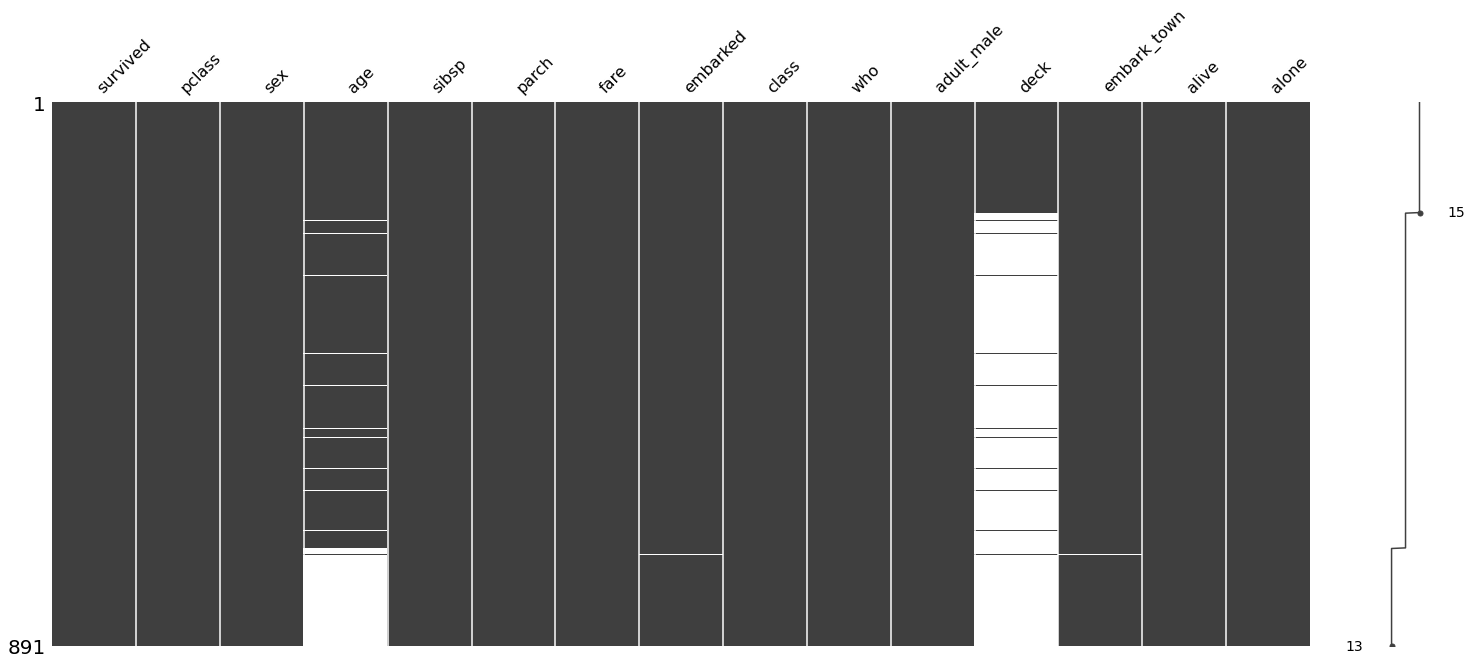 survived pclass sex age sibsp parch fare embarked class who adult_male deck embark_town alive alone
1
15
891
13